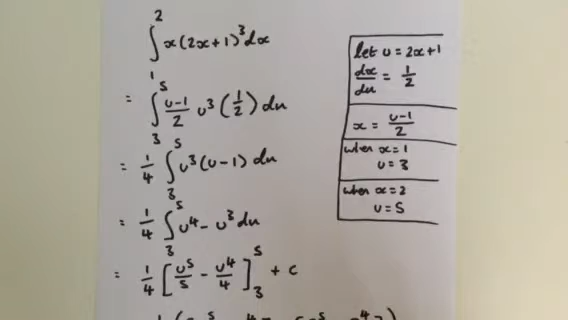 ∫₁² x(2x+1)³dx
= ∫₃⁵ u-1/2 u³ (1/2) du
= 1/4 ∫₃⁵ u³(u-1) du
= 1/4 ∫₃⁵ u⁴ - u³ du
= 1/4 [u⁵/5 - u⁴/4]₃⁵ + c
let u = 2x+1
dx/du = 1/2
x = u-1/2
when x=1
u = 3
when x=2
u=5